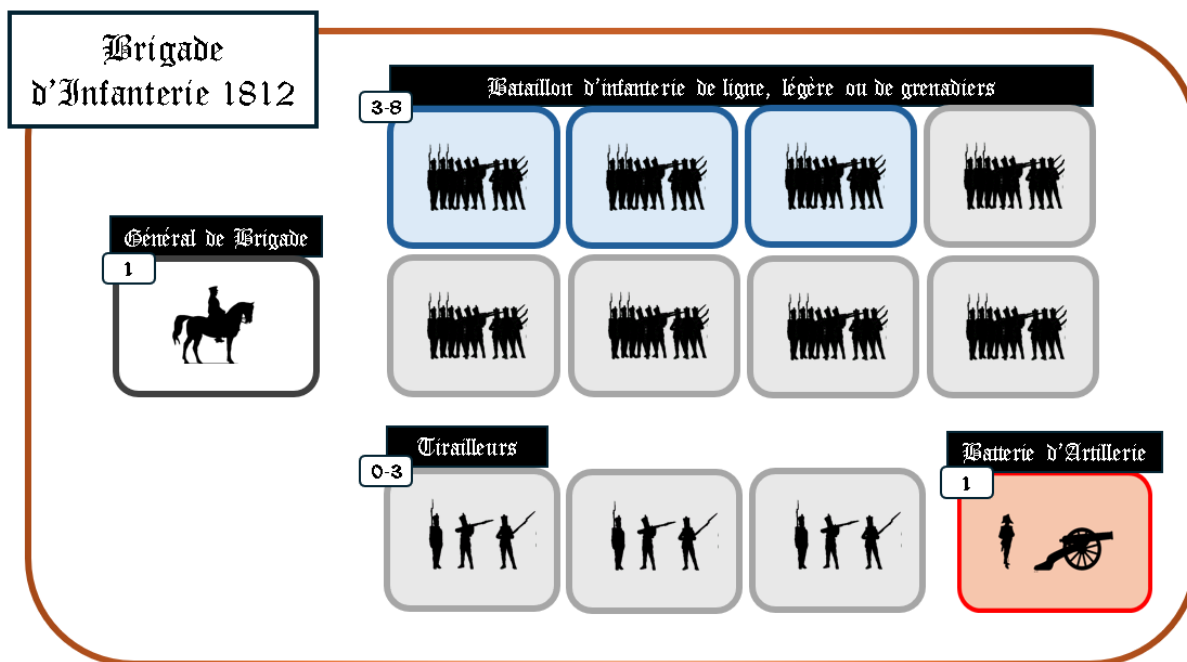 Brigade
d'Infanterie 1812
Bataillon d'infanterie de ligne, légère ou de grenadiers
3-8
Général de Brigade
1
Tirailleurs
0-3
Batterie d'Artillerie
1